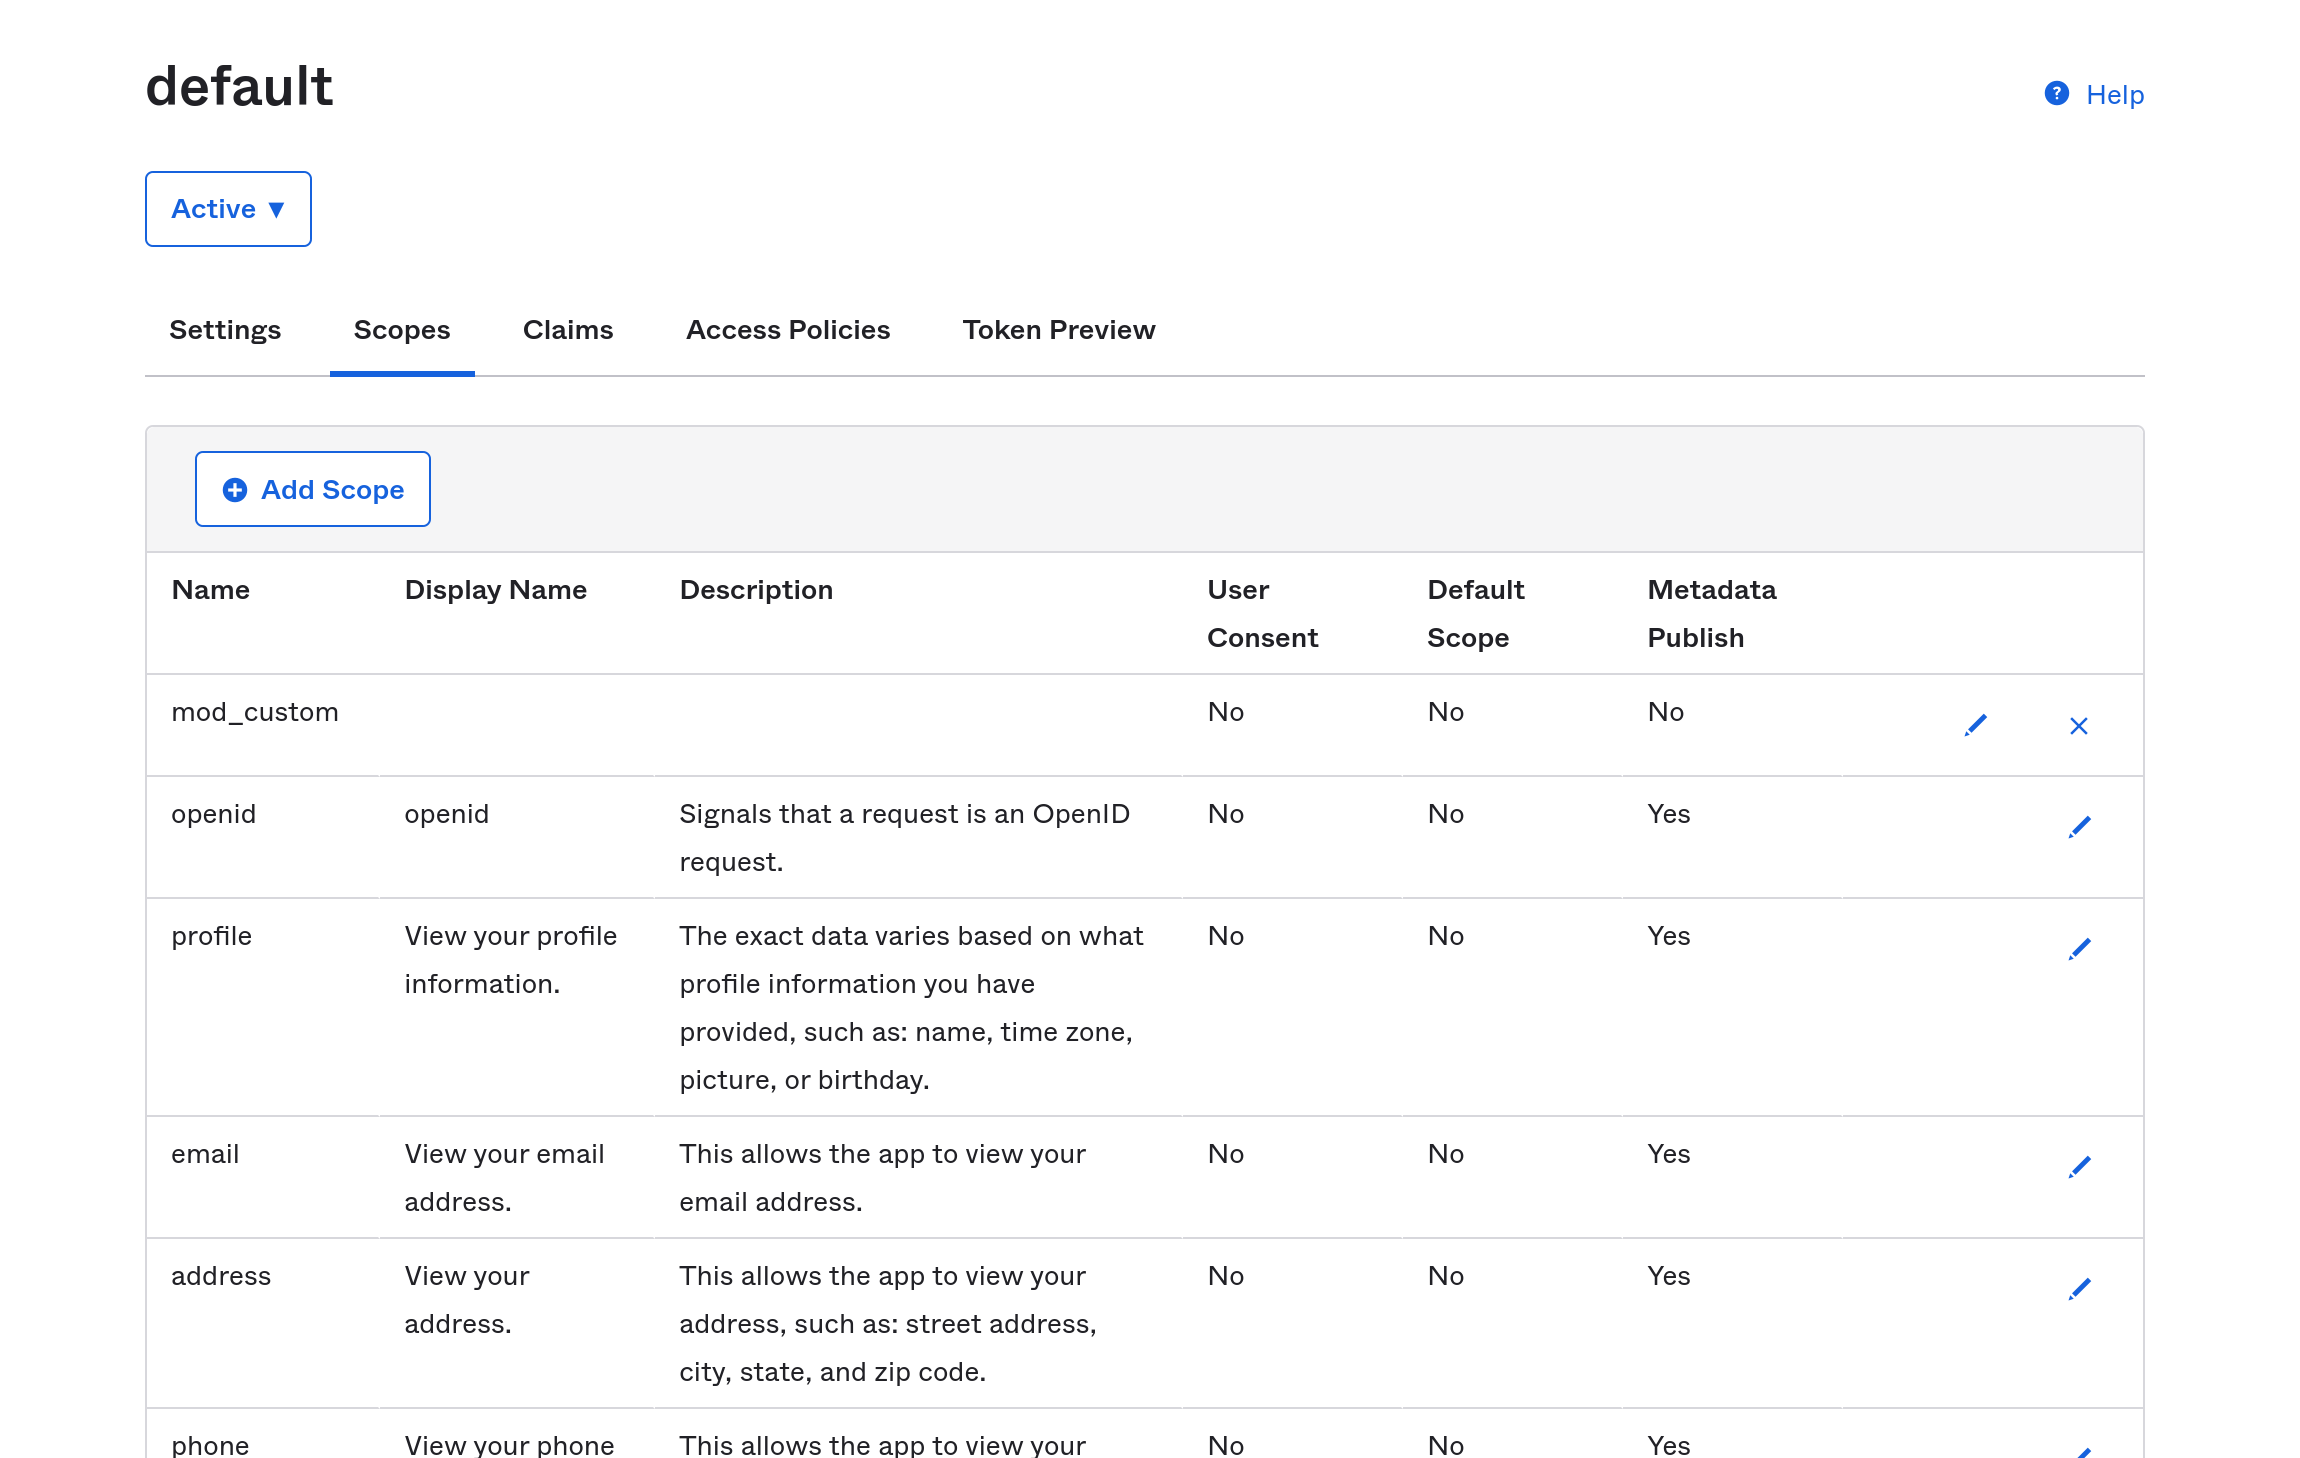 default
Help
Active ▼
Settings Scopes Claims Access Policies Token Preview
Add Scope
Name Display Name Description User Consent Default Scope Metadata Publish
mod_custom No No No
openid openid Signals that a request is an OpenID No No Yes
request.
profile View your profile The exact data varies based on what No No Yes
information. profile information you have
provided, such as: name, time zone,
picture, or birthday.
email View your email This allows the app to view your No No Yes
address. email address.
address View your This allows the app to view your No No Yes
address. address, such as: street address,
city, state, and zip code.
phone View your phone This allows the app to view your No No Yes